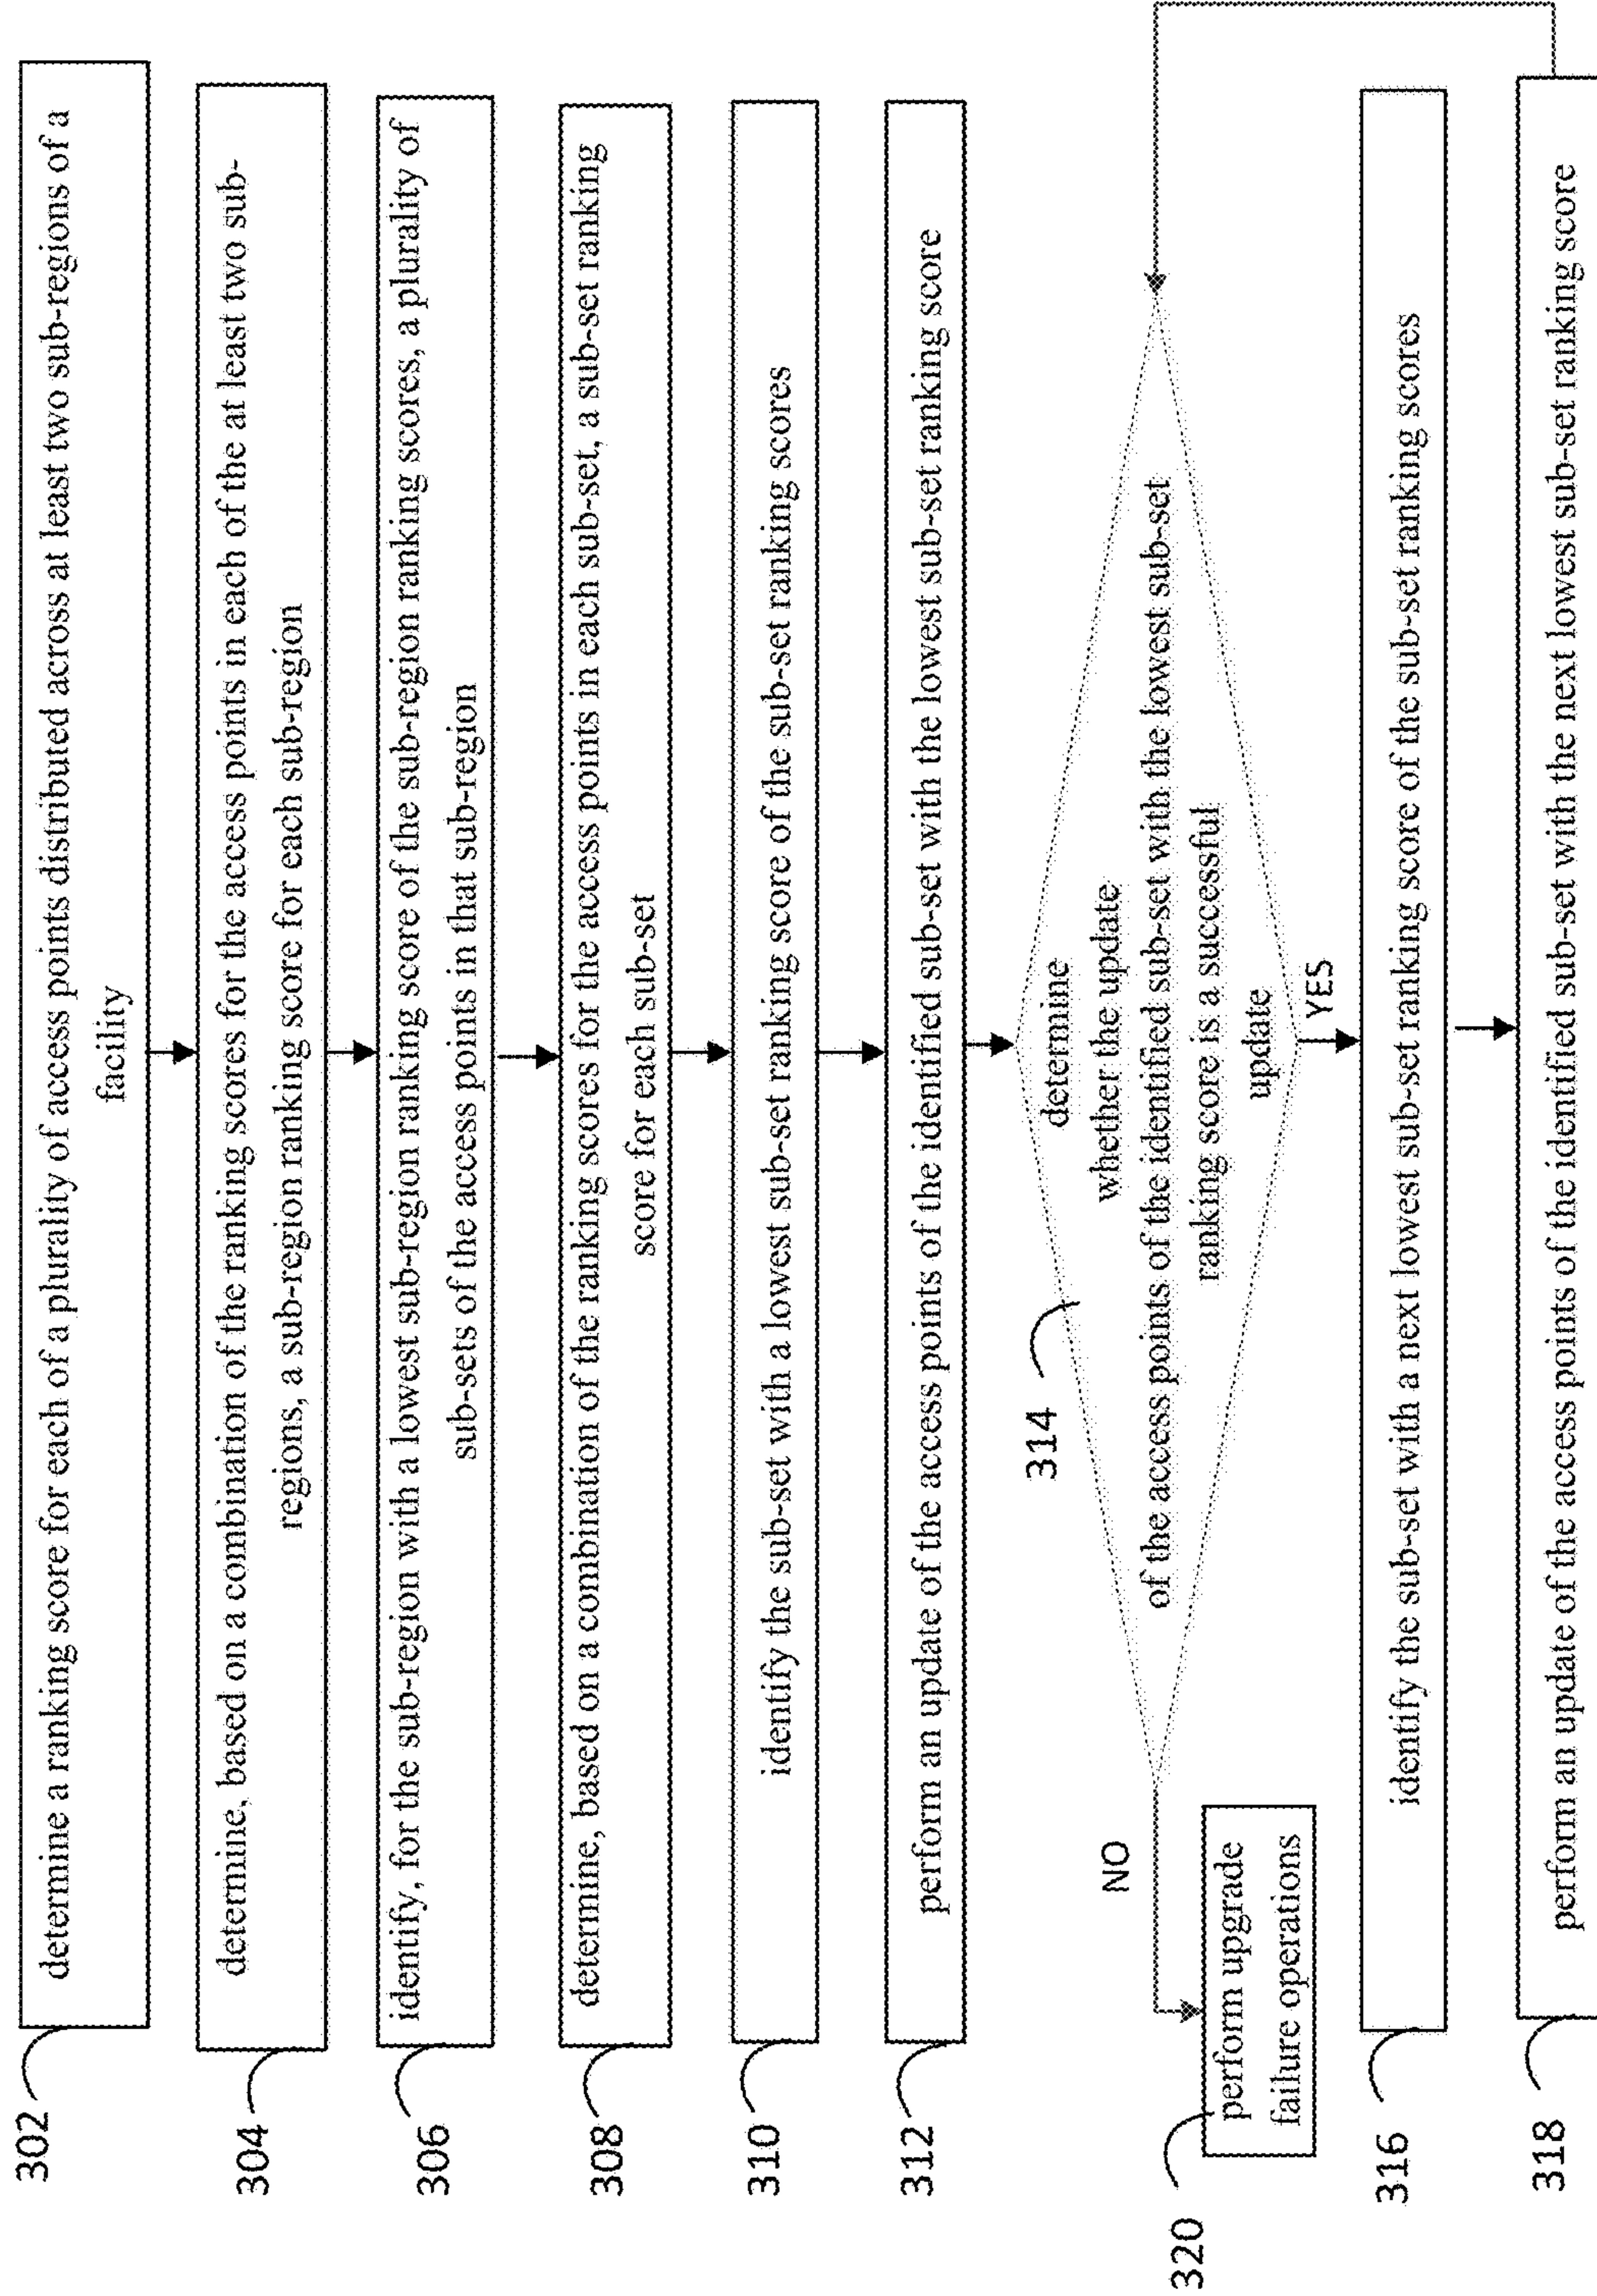 302
determine a ranking score for each of a plurality of access points distributed across at least two sub-regions of a
facility
304
determine, based on a combination of the ranking scores for the access points in each of the at least two sub-
regions, a sub-region ranking score for each sub-region
306
identify, for the sub-region with a lowest sub-region ranking score of the sub-region ranking scores, a plurality of
sub-sets of the access points in that sub-region
308
determine, based on a combination of the ranking scores for the access points in each sub-set, a sub-set ranking
score for each sub-set
310
identify the sub-set with a lowest sub-set ranking score of the sub-set ranking scores
312
perform an update of the access points of the identified sub-set with the lowest sub-set ranking score
314
determine
whether the update
of the access points of the identified sub-set with the lowest sub-set
ranking score is a successful
update
NO
YES
320
perform upgrade
failure operations
316
identify the sub-set with a next lowest sub-set ranking score of the sub-set ranking scores
318
perform an update of the access points of the identified sub-set with the next lowest sub-set ranking score